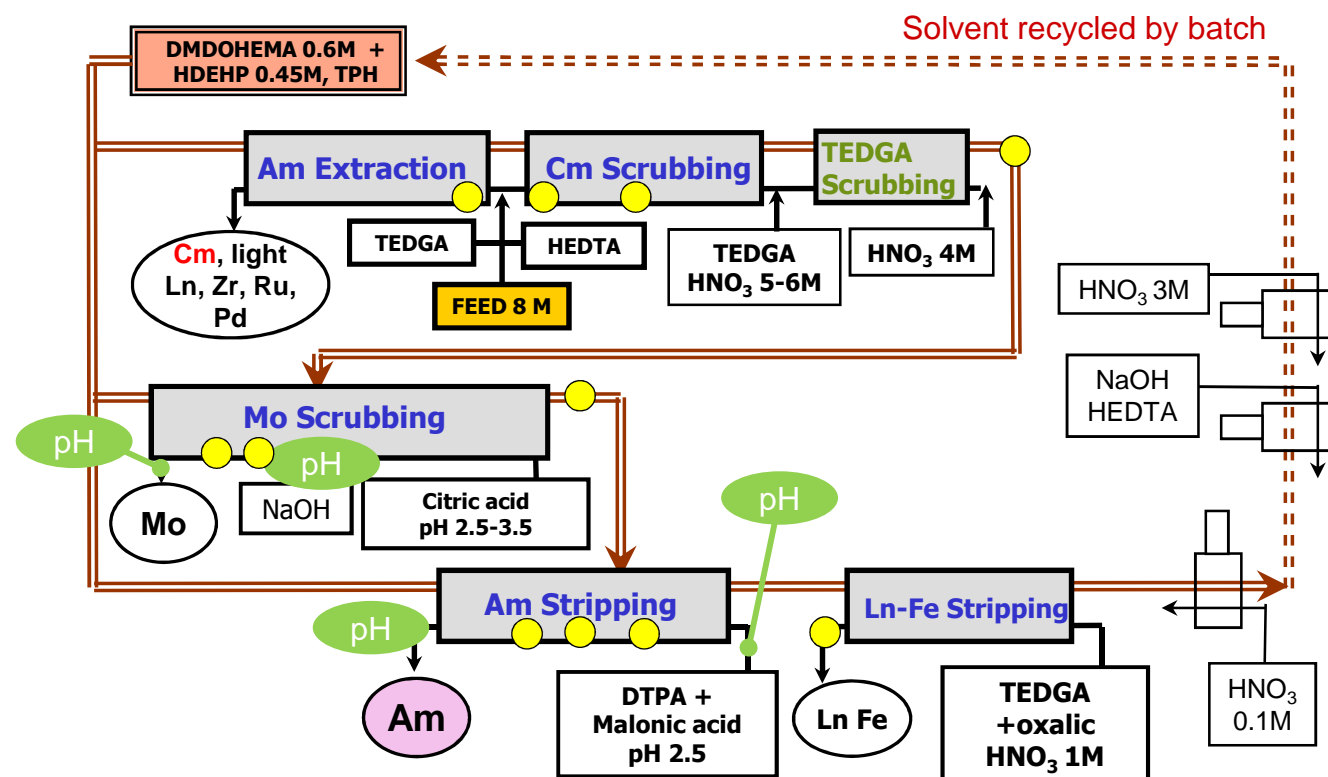 Solvent recycled by batch
DMDOHEMA 0.6M +
HDEHP 0.45M, TPH
Am Extraction
Cm Scrubbing
TEDGA
Scrubbing
TEDGA
HEDTA
TEDGA
HNO₃ 5-6M
HNO₃ 4M
Cm, light
Ln, Zr, Ru,
Pd
FEED 8 M
HNO₃ 3M
NaOH
HEDTA
Mo Scrubbing
pH
pH
Mo
NaOH
Citric acid
pH 2.5-3.5
pH
Am Stripping
Ln-Fe Stripping
pH
Am
DTPA +
Malonic acid
pH 2.5
Ln Fe
TEDGA
+oxalic
HNO₃ 1M
HNO₃
0.1M